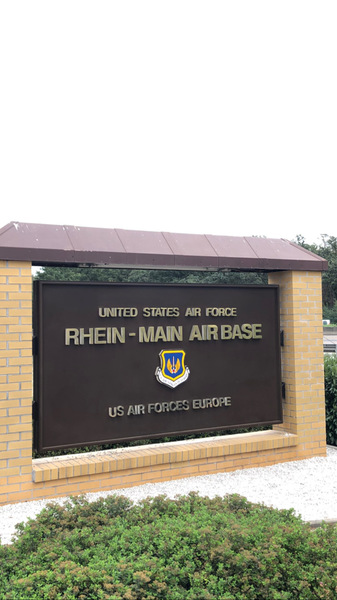 UNITED STATES AIR FORCE
RHEIN-MAIN AIR BASE
US AIR FORCES EUROPE